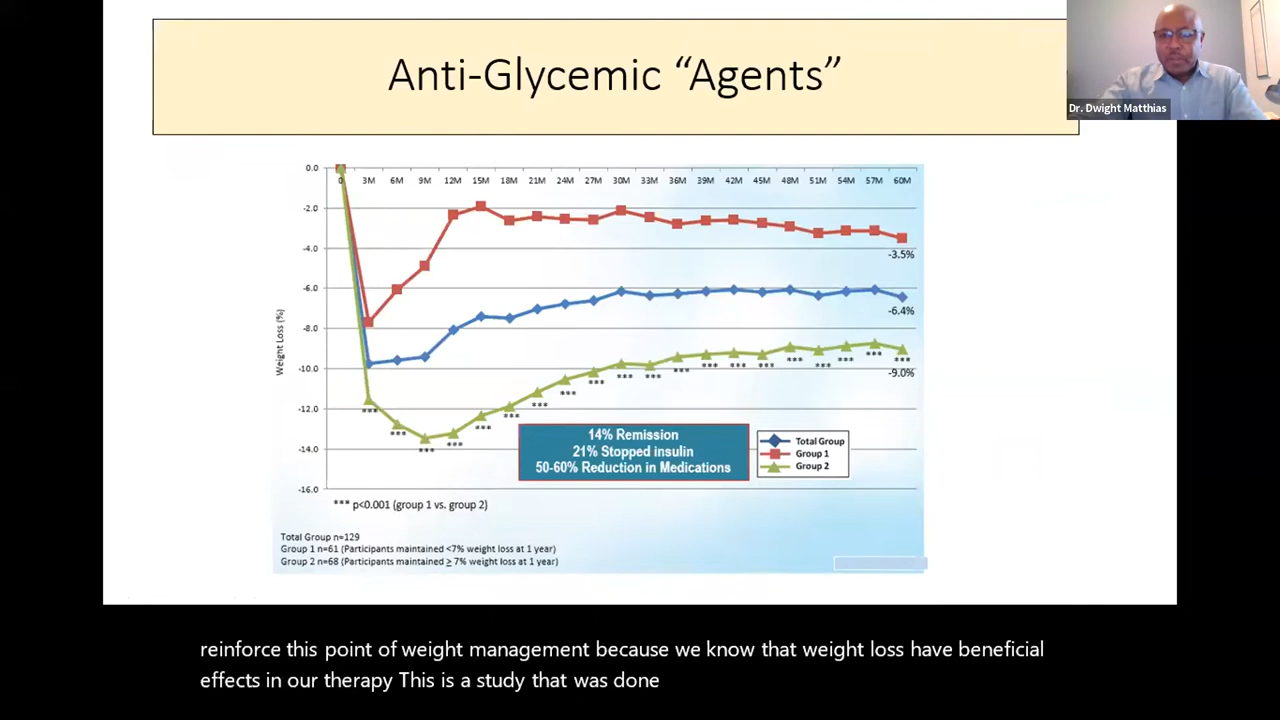 Anti-Glycemic “Agents”
Dr. Dwight Matthias
0.0
0 3M 6M 9M 12M 15M 18M 21M 24M 27M 30M 33M 36M 39M 42M 45M 48M 51M 54M 57M 60M
-2.0
-4.0
-3.5%
-6.0
-6.4%
-8.0
Weight Loss (%)
-10.0
*** *** *** *** *** *** *** *** *** *** *** *** *** *** *** *** *** *** *** ***
-9.0%
-12.0
-14.0
-16.0
14% Remission
21% Stopped insulin
50-60% Reduction in Medications
Total Group
Group 1
Group 2
*** p<0.001 (group 1 vs. group 2)
Total Group n=129
Group 1 n=61 (Participants maintained <7% weight loss at 1 year)
Group 2 n=68 (Participants maintained ≥ 7% weight loss at 1 year)
reinforce this point of weight management because we know that weight loss have beneficial
effects in our therapy This is a study that was done